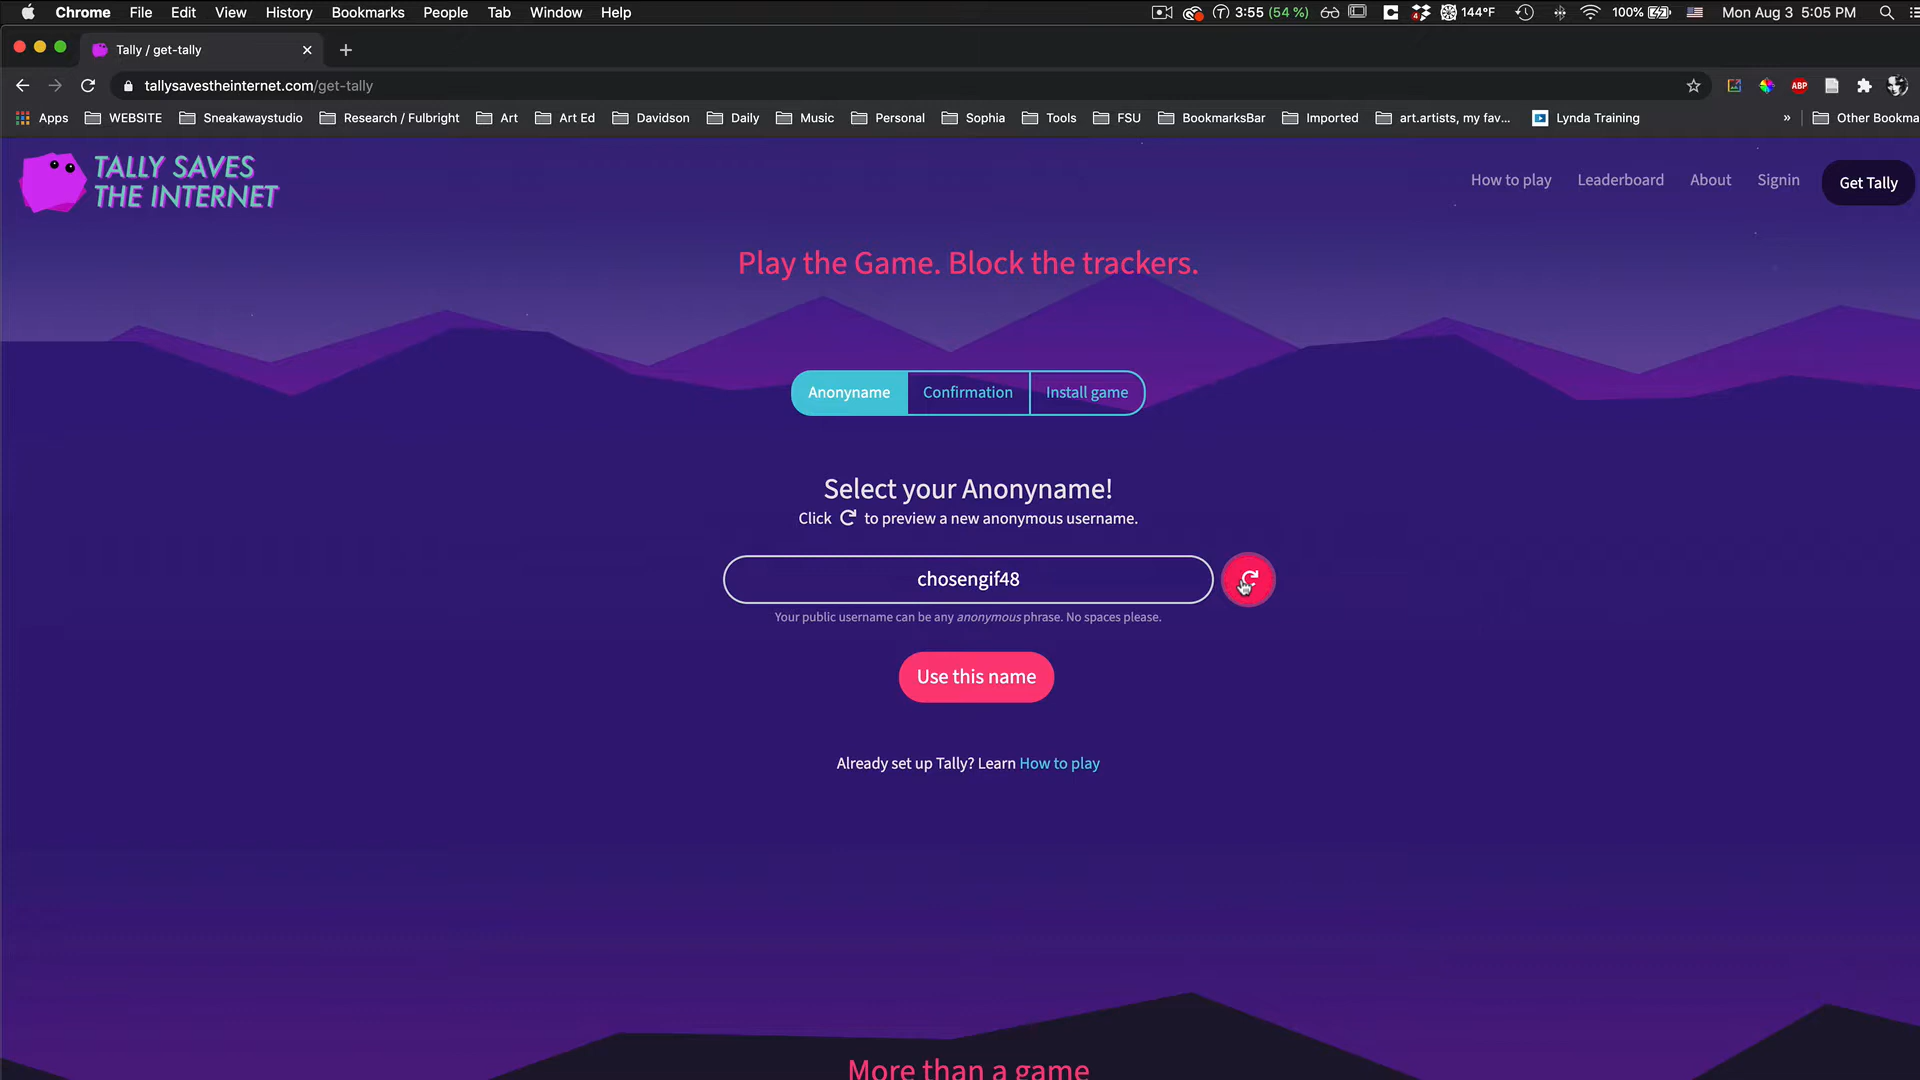 Chrome File Edit View History Bookmarks People Tab Window Help 3:55 (54 %) 4 144°F 100% Mon Aug 3 5:05 PM
Tally / get-tally
tallysavestheinternet.com/get-tally
ABP
Apps WEBSITE Sneakawaystudio Research / Fulbright Art Art Ed Davidson Daily Music Personal Sophia Tools FSU BookmarksBar Imported art.artists, my fav... Lynda Training » Other Bookma
TALLY SAVES
THE INTERNET
How to play Leaderboard About Signin Get Tally
Play the Game. Block the trackers.
Anonyname Confirmation Install game
Select your Anonyname!
Click to preview a new anonymous username.
chosengif48
Your public username can be any anonymous phrase. No spaces please.
Use this name
Already set up Tally? Learn How to play
More than a game